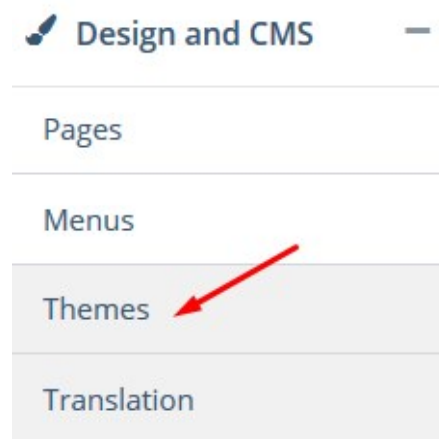 Design and CMS
Pages
Menus
Themes
Translation